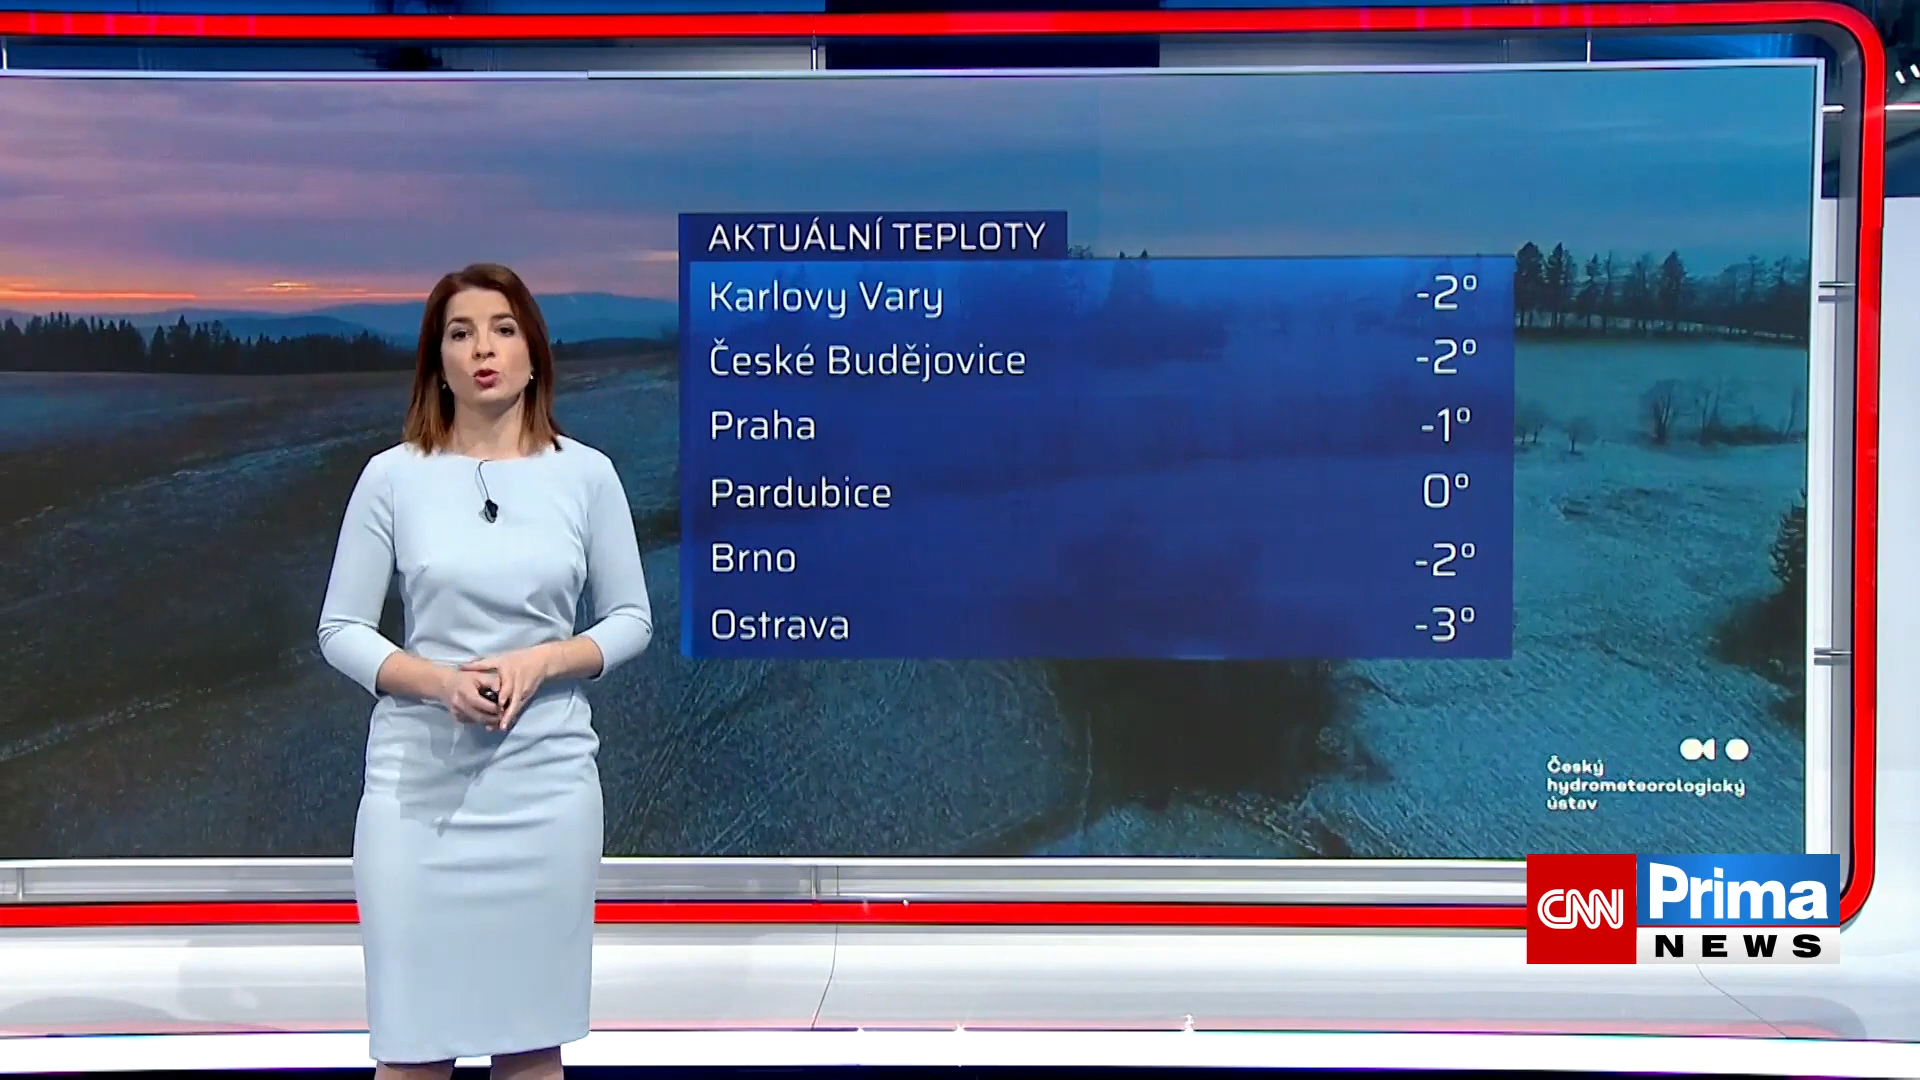 AKTUÁLNÍ TEPLOTY
Karlovy Vary -2°
České Budějovice -2°
Praha -1°
Pardubice 0°
Brno -2°
Ostrava -3°
Český
hydrometeorologický
ústav
CNN Prima
NEWS